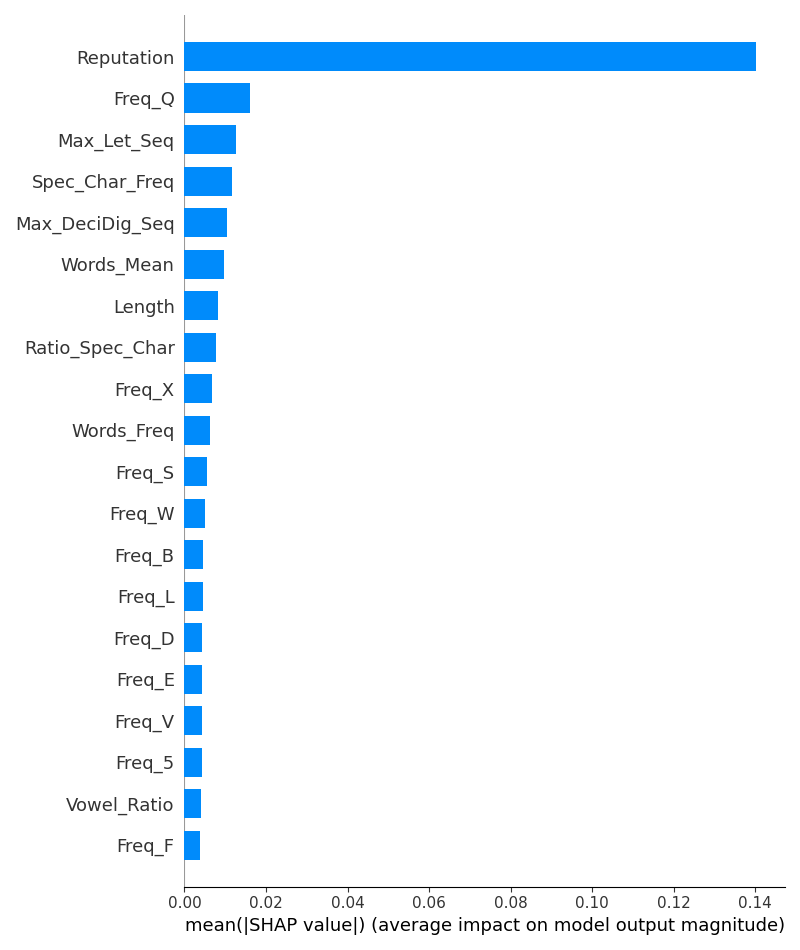 Reputation
Freq_Q
Max_Let_Seq
Spec_Char_Freq
Max_DeciDig_Seq
Words_Mean
Length
Ratio_Spec_Char
Freq_X
Words_Freq
Freq_S
Freq_W
Freq_B
Freq_L
Freq_D
Freq_E
Freq_V
Freq_5
Vowel_Ratio
Freq_F
0.00 0.02 0.04 0.06 0.08 0.10 0.12 0.14
mean(|SHAP value|) (average impact on model output magnitude)